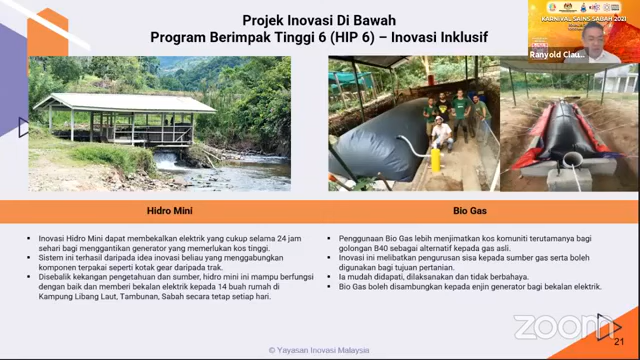 Projek Inovasi Di Bawah
Program Berimpak Tinggi 6 (HIP 6) – Inovasi Inklusif
KARNIVAL SAINS SABAH 2021
Ranyold Clau...
Hidro Mini
Inovasi Hidro Mini dapat membekalkan elektrik yang cukup selama 24 jam
sehari bagi menggantikan generator yang memerlukan kos tinggi.
Sistem ini terhasil daripada idea inovasi beliau yang menggabungkan
komponen terpakai seperti kotak gear daripada trak.
Disebalik kekangan pengetahuan dan sumber, hidro mini ini mampu berfungsi
dengan baik dan memberi bekalan elektrik kepada 14 buah rumah di
Kampung Libang Laut, Tambunan, Sabah secara tetap setiap hari.
Bio Gas
Penggunaan Bio Gas lebih menjimatkan kos komuniti terutamanya bagi
golongan B40 sebagai alternatif kepada gas asli.
Inovasi ini melibatkan pengurusan sisa kepada sumber gas serta boleh
digunakan bagi tujuan pertanian.
Ia mudah didapati, dilaksanakan dan tidak berbahaya.
Bio Gas boleh disambungkan kepada enjin generator bagi bekalan elektrik.
© Yayasan Inovasi Malaysia
zoom
21